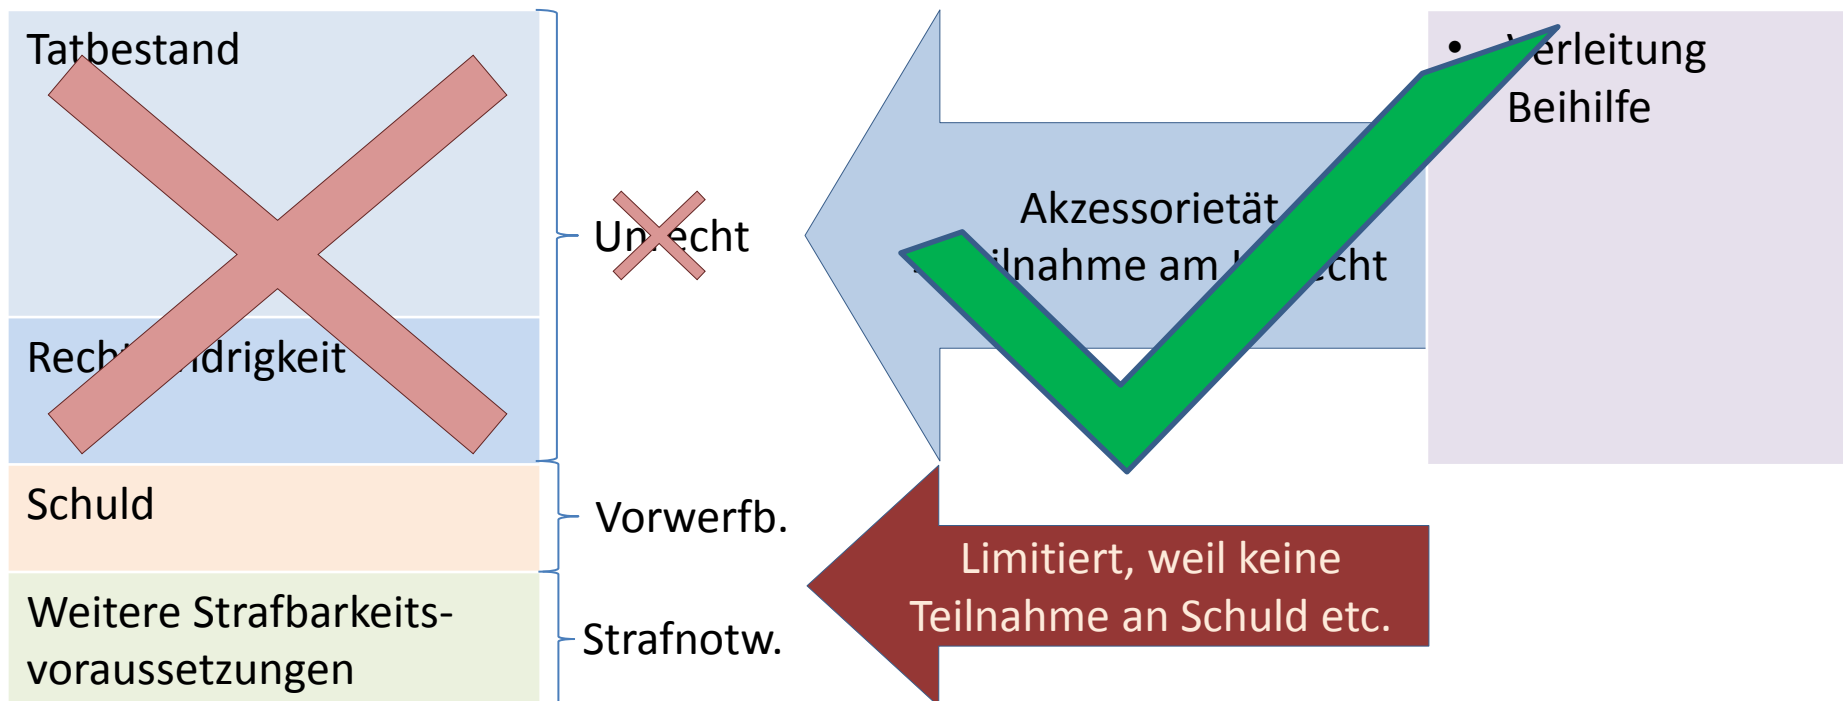 Tatbestand
Rechtswidrigkeit
Schuld
Weitere Strafbarkeits-
voraussetzungen
Unrecht
Vorwerfb.
Strafnotw.
Akzessorietät
Teilnahme am Unrecht
Limitiert, weil keine
Teilnahme an Schuld etc.
• Verleitung
Beihilfe